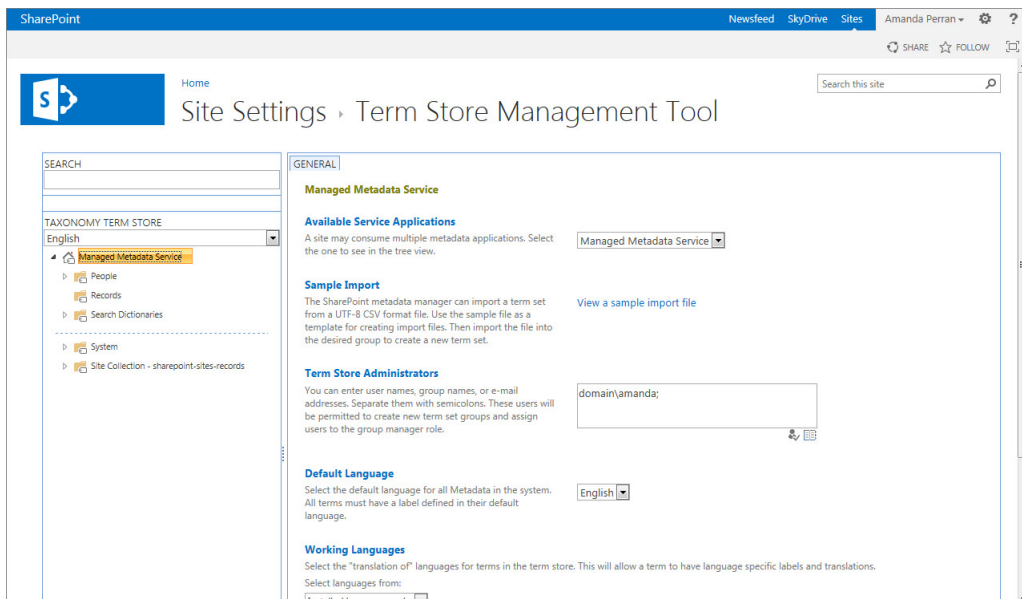 SharePoint
Newsfeed SkyDrive Sites Amanda Perran ?
SHARE FOLLOW
S
Home
Search this site
Site Settings Term Store Management Tool
SEARCH
TAXONOMY TERM STORE
English
Managed Metadata Service
People
Records
Search Dictionaries
System
Site Collection - sharepoint-sites-records
GENERAL
Managed Metadata Service
Available Service Applications
A site may consume multiple metadata applications. Select
the one to see in the tree view.
Managed Metadata Service
Sample Import
The SharePoint metadata manager can import a term set
from a UTF-8 CSV format file. Use the sample file as a
template for creating import files. Then import the file into
the desired group to create a new term set.
View a sample import file
Term Store Administrators
You can enter user names, group names, or e-mail
addresses. Separate them with semicolons. These users will
be permitted to create new term set groups and assign
users to the group manager role.
domain\amanda;
Default Language
Select the default language for all Metadata in the system.
All terms must have a label defined in their default
language.
English
Working Languages
Select the "translation of" languages for terms in the term store. This will allow a term to have language specific labels and translations.
Select languages from: